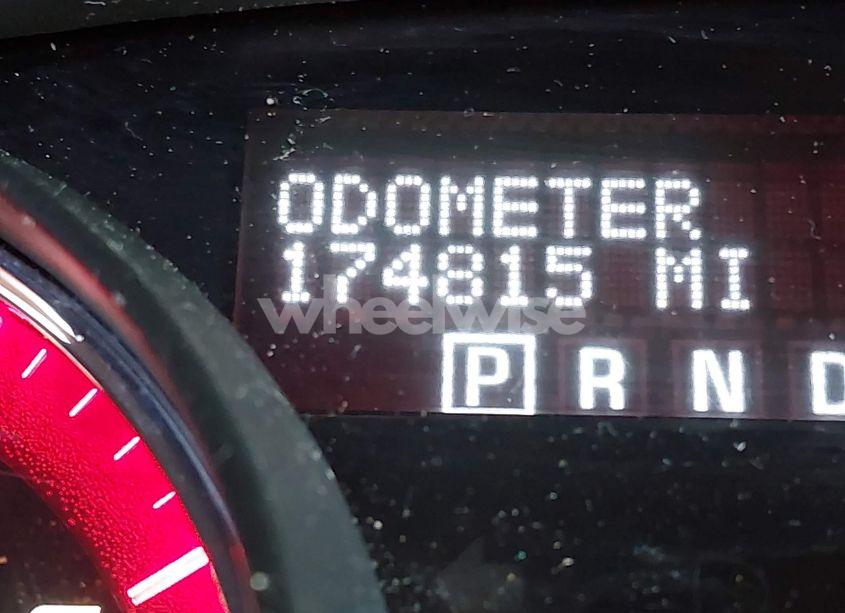 ODOMETER
174815 MI
wheelwise
P R N D